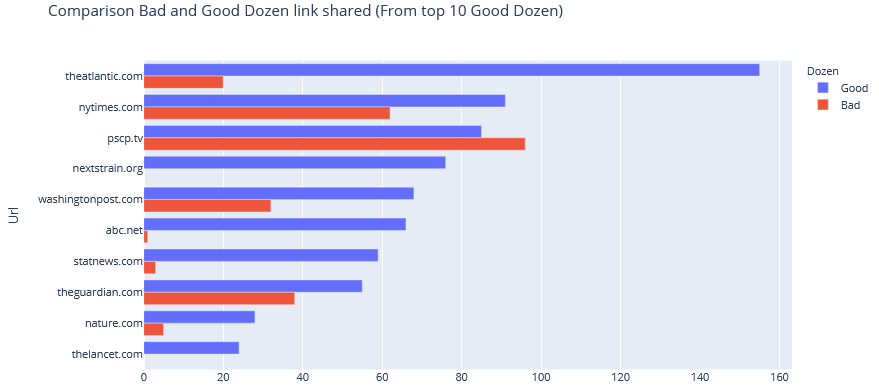 Comparison Bad and Good Dozen link shared (From top 10 Good Dozen)
Dozen
Good
Bad
Url
theatlantic.com
nytimes.com
pscp.tv
nextstrain.org
washingtonpost.com
abc.net
statnews.com
theguardian.com
nature.com
thelancet.com
0 20 40 60 80 100 120 140 160